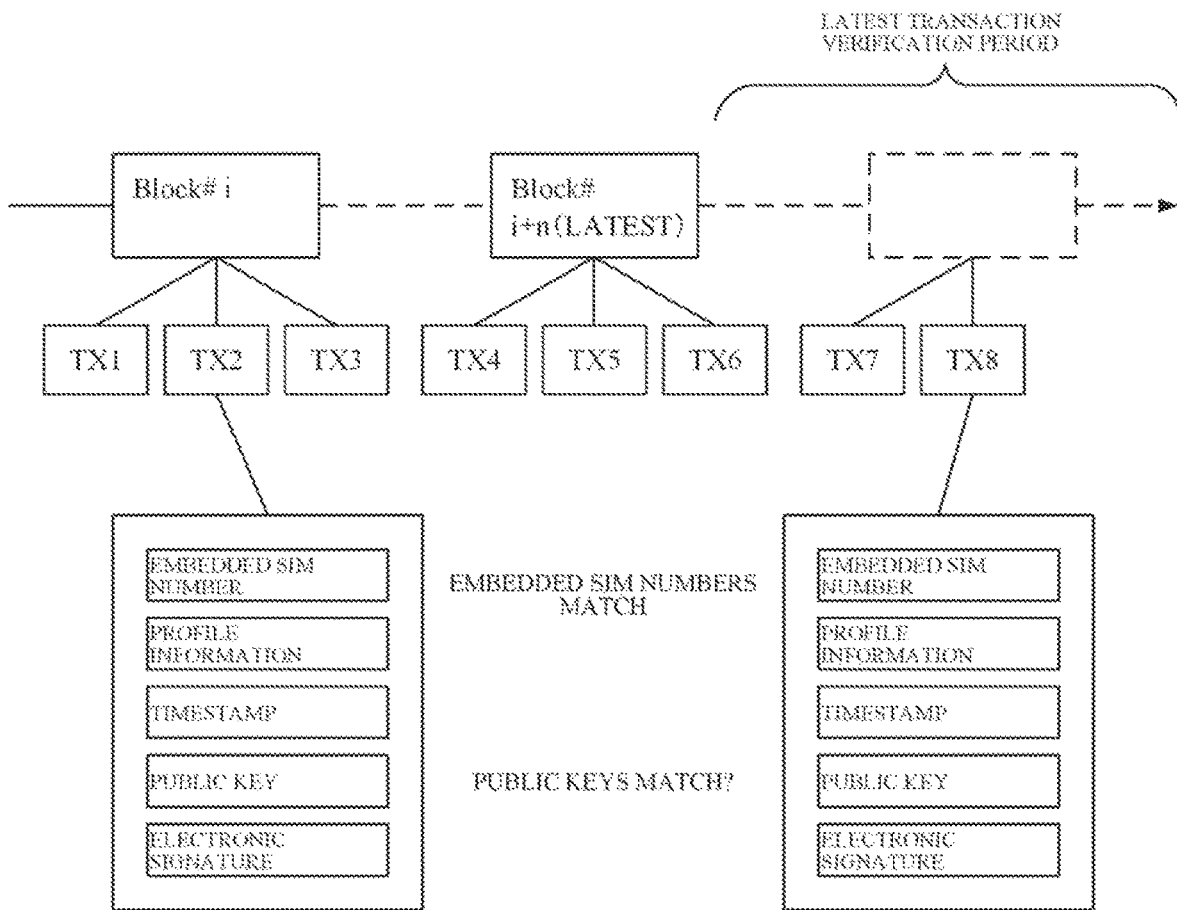 LATEST TRANSACTION
VERIFICATION PERIOD
Block# i
Block#
i+n(LATEST)
TX1
TX2
TX3
TX4
TX5
TX6
TX7
TX8
EMBEDDED SIM
NUMBER
PROFILE
INFORMATION
TIMESTAMP
PUBLIC KEY
ELECTRONIC
SIGNATURE
EMBEDDED SIM NUMBERS
MATCH
PUBLIC KEYS MATCH?
EMBEDDED SIM
NUMBER
PROFILE
INFORMATION
TIMESTAMP
PUBLIC KEY
ELECTRONIC
SIGNATURE